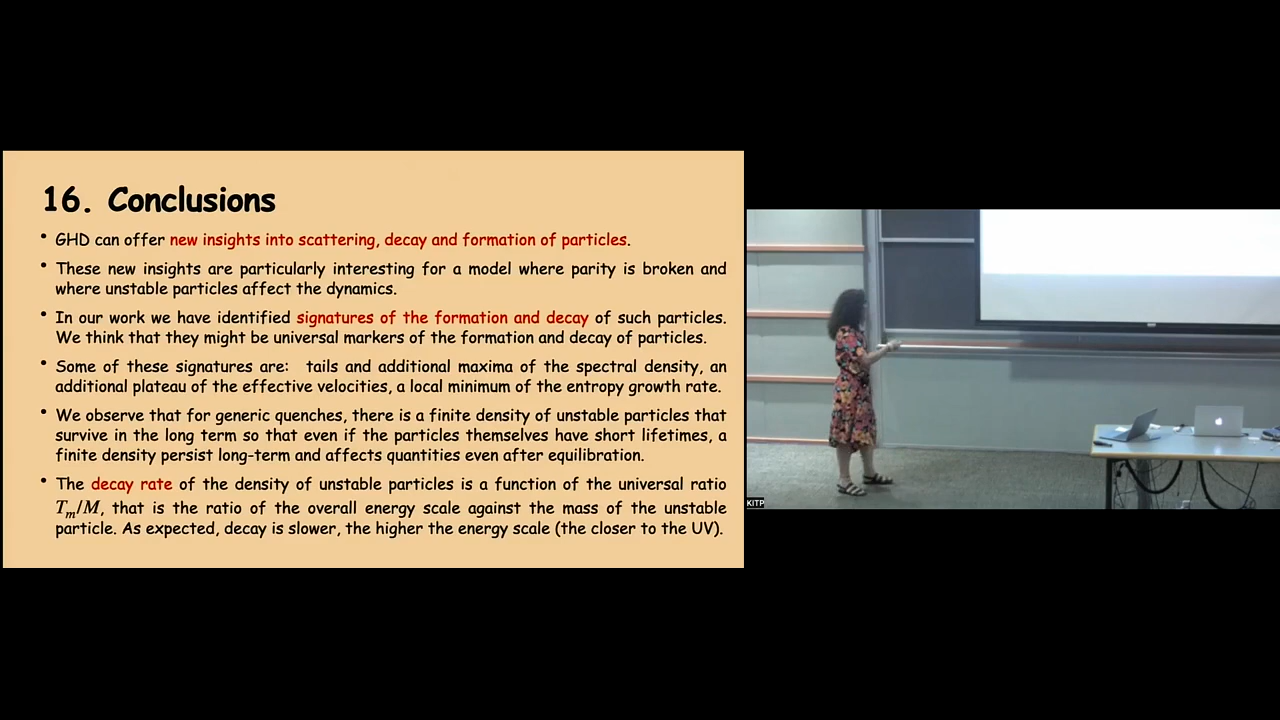 16. Conclusions
• GHD can offer new insights into scattering, decay and formation of particles.
• These new insights are particularly interesting for a model where parity is broken and
where unstable particles affect the dynamics.
• In our work we have identified signatures of the formation and decay of such particles.
We think that they might be universal markers of the formation and decay of particles.
• Some of these signatures are: tails and additional maxima of the spectral density, an
additional plateau of the effective velocities, a local minimum of the entropy growth rate.
• We observe that for generic quenches, there is a finite density of unstable particles that
survive in the long term so that even if the particles themselves have short lifetimes, a
finite density persist long-term and affects quantities even after equilibration.
• The decay rate of the density of unstable particles is a function of the universal ratio
Tₘ/M, that is the ratio of the overall energy scale against the mass of the unstable
particle. As expected, decay is slower, the higher the energy scale (the closer to the UV).
KITP